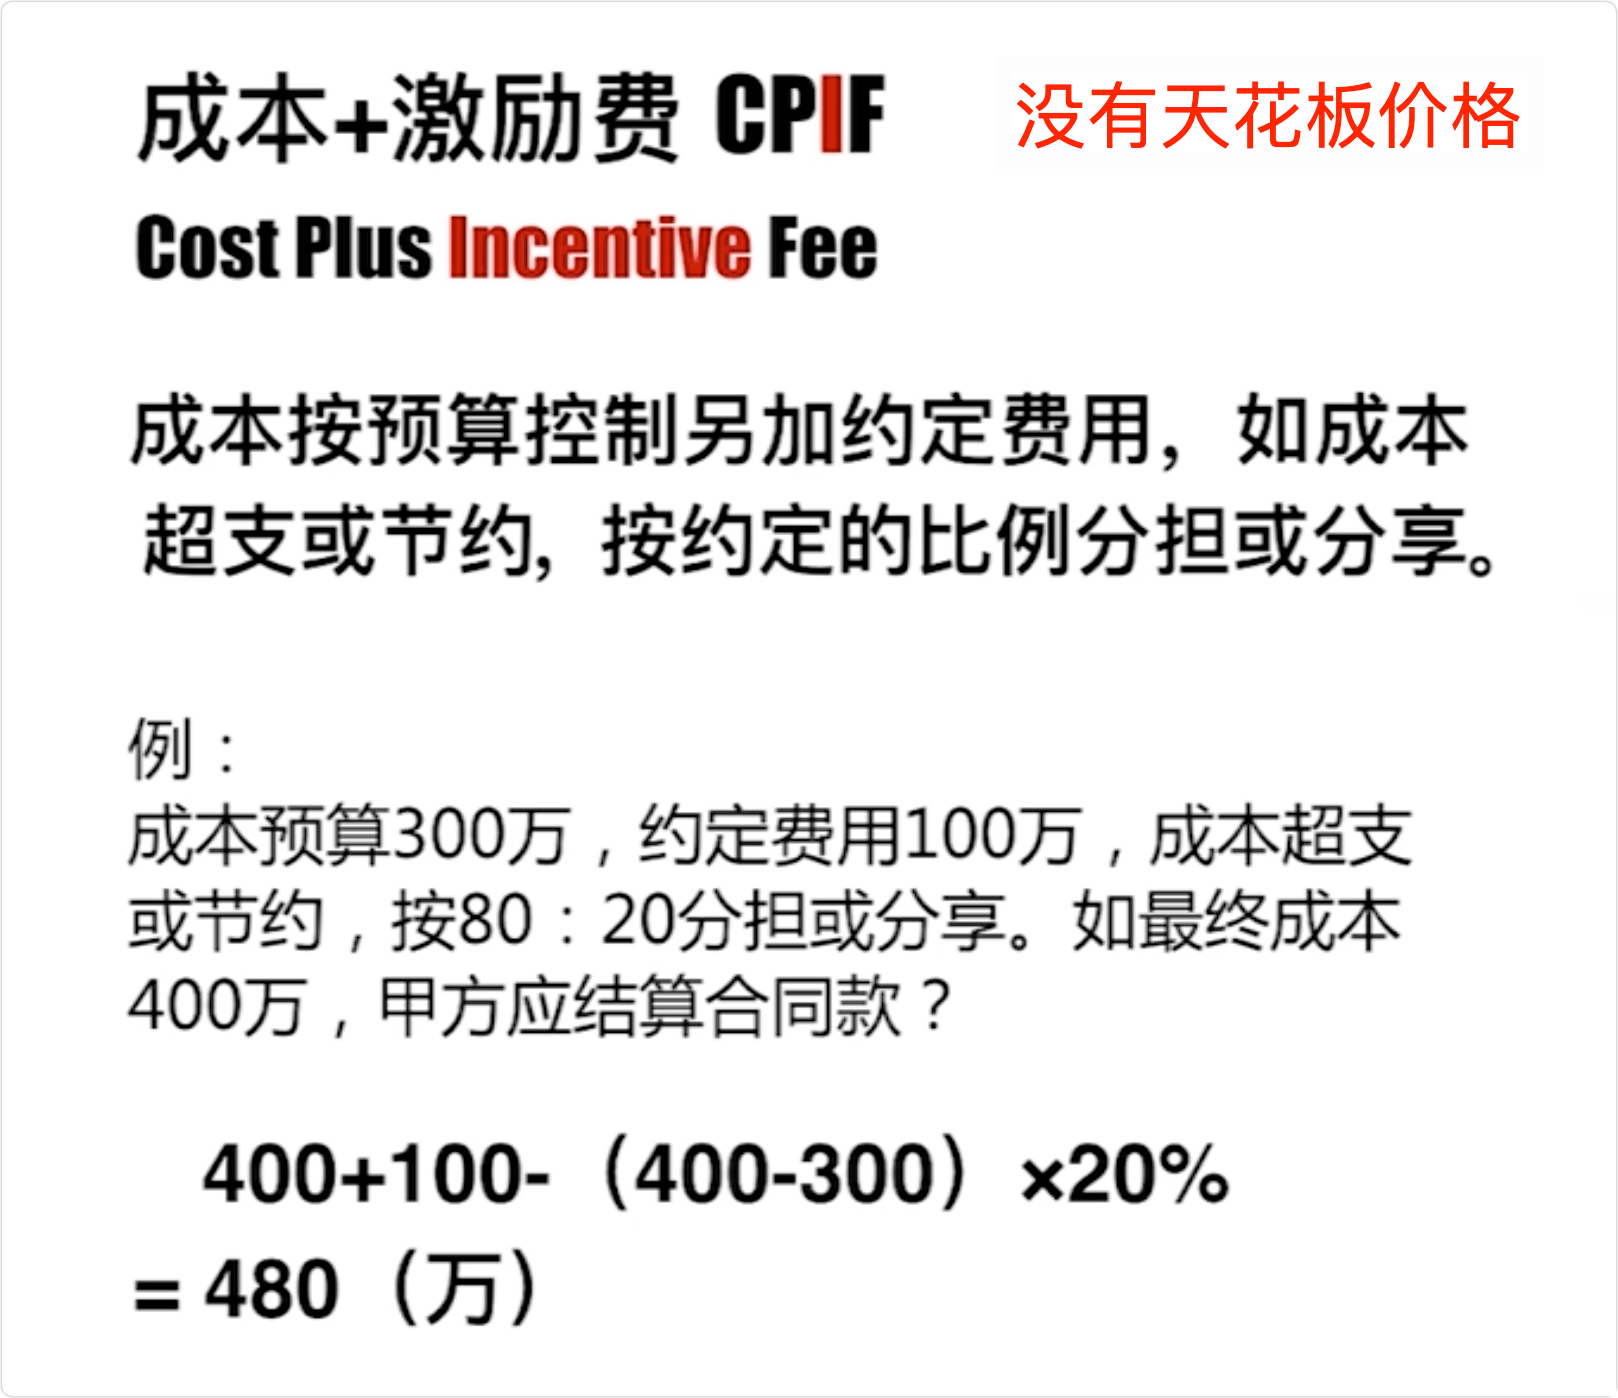 成本+激励费 CPIF 没有天花板价格
Cost Plus Incentive Fee
成本按预算控制另加约定费用，如成本
超支或节约，按约定的比例分担或分享。
例：
成本预算300万，约定费用100万，成本超支
或节约，按80：20分担或分享。如最终成本
400万，甲方应结算合同款？
400+100-（400-300）×20%
= 480（万）